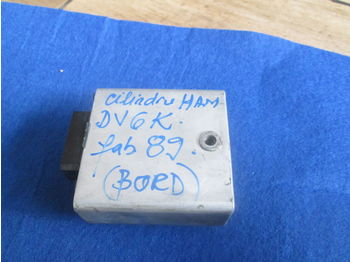 cilindru HAM
DV6K.
fab 89.
(BORD)